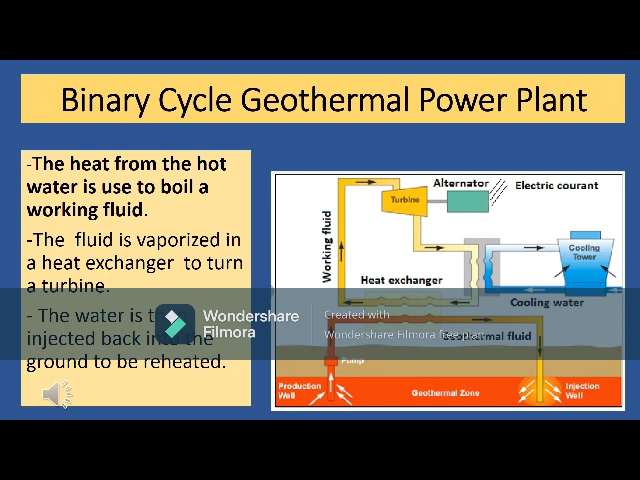 Binary Cycle Geothermal Power Plant
-The heat from the hot
water is use to boil a
working fluid.
-The fluid is vaporized in
a heat exchanger to turn
a turbine.
- The water is
injected back into the
ground to be reheated.
Wondershare
Filmora
Created with
Wondershare Filmora free plan
Alternator
Electric courant
Turbine
Working fluid
Cooling
Tower
Heat exchanger
Cooling water
Geothermal fluid
Pump
Production
Well
Geothermal Zone
Injection
Well